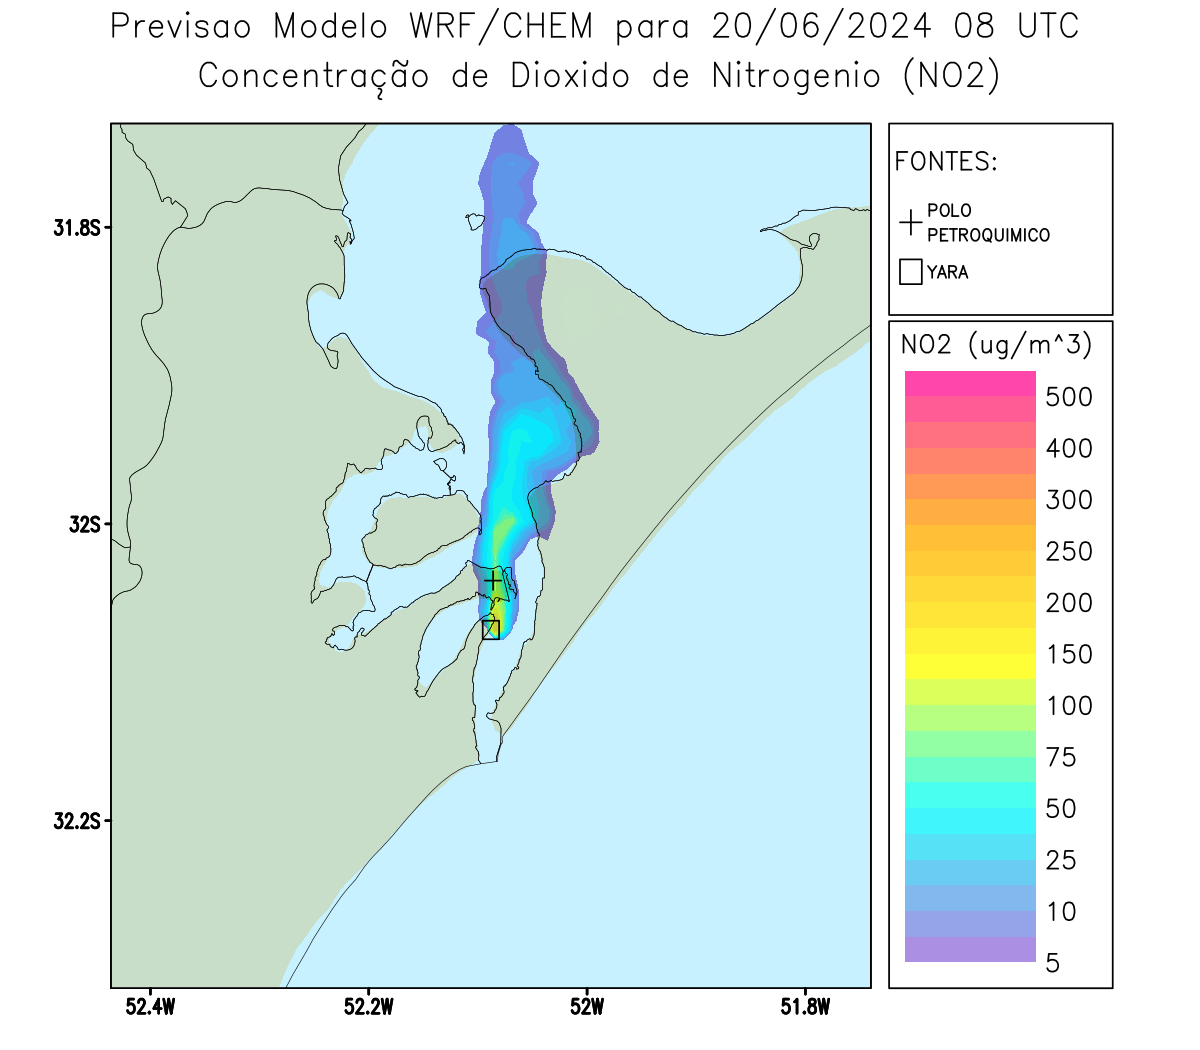 Previsao Modelo WRF/CHEM para 20/06/2024 08 UTC
Concentração de Dioxido de Nitrogenio (NO2)
FONTES:
POLO
PETROQUIMICO
YARA
NO2 (ug/m^3)
500
400
300
250
200
150
100
75
50
25
10
5
31.8S
32S
32.2S
52.4W
52.2W
52W
51.8W